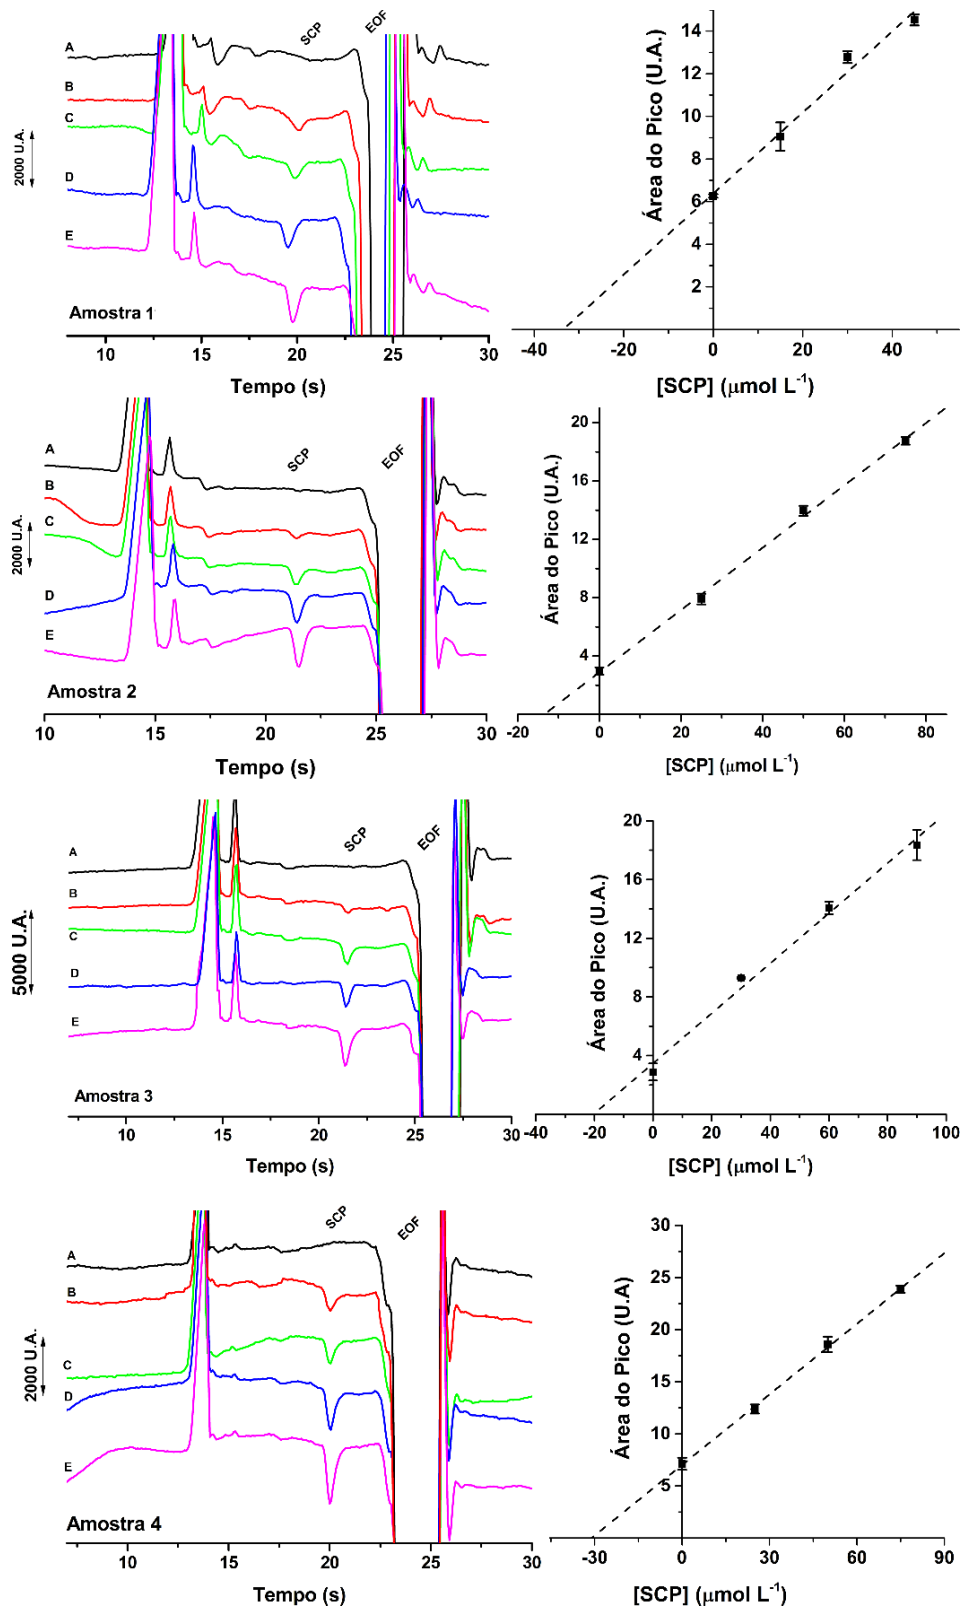 A
B
C
D
E
SCP
EOF
2000 U.A.
Amostra 1
10 15 20 25 30
Tempo (s)
Área do Pico (U.A.)
14
12
10
8
6
4
2
-40 -20 0 20 40
[SCP] (μmol L⁻¹)
A
B
C
D
E
SCP
EOF
2000 U.A.
Amostra 2
10 15 20 25 30
Tempo (s)
Área do Pico (U.A.)
20
16
12
8
4
-20 0 20 40 60 80
[SCP] (μmol L⁻¹)
A
B
C
D
E
SCP
EOF
5000 U.A.
Amostra 3
10 15 20 25 30
Tempo (s)
Área do Pico (U.A.)
20
16
12
8
4
-40 -20 0 20 40 60 80 100
[SCP] (μmol L⁻¹)
A
B
C
D
E
SCP
EOF
2000 U.A.
Amostra 4
10 15 20 25 30
Tempo (s)
Área do Pico (U.A)
30
25
20
15
10
5
-30 0 30 60 90
[SCP] (μmol L⁻¹)